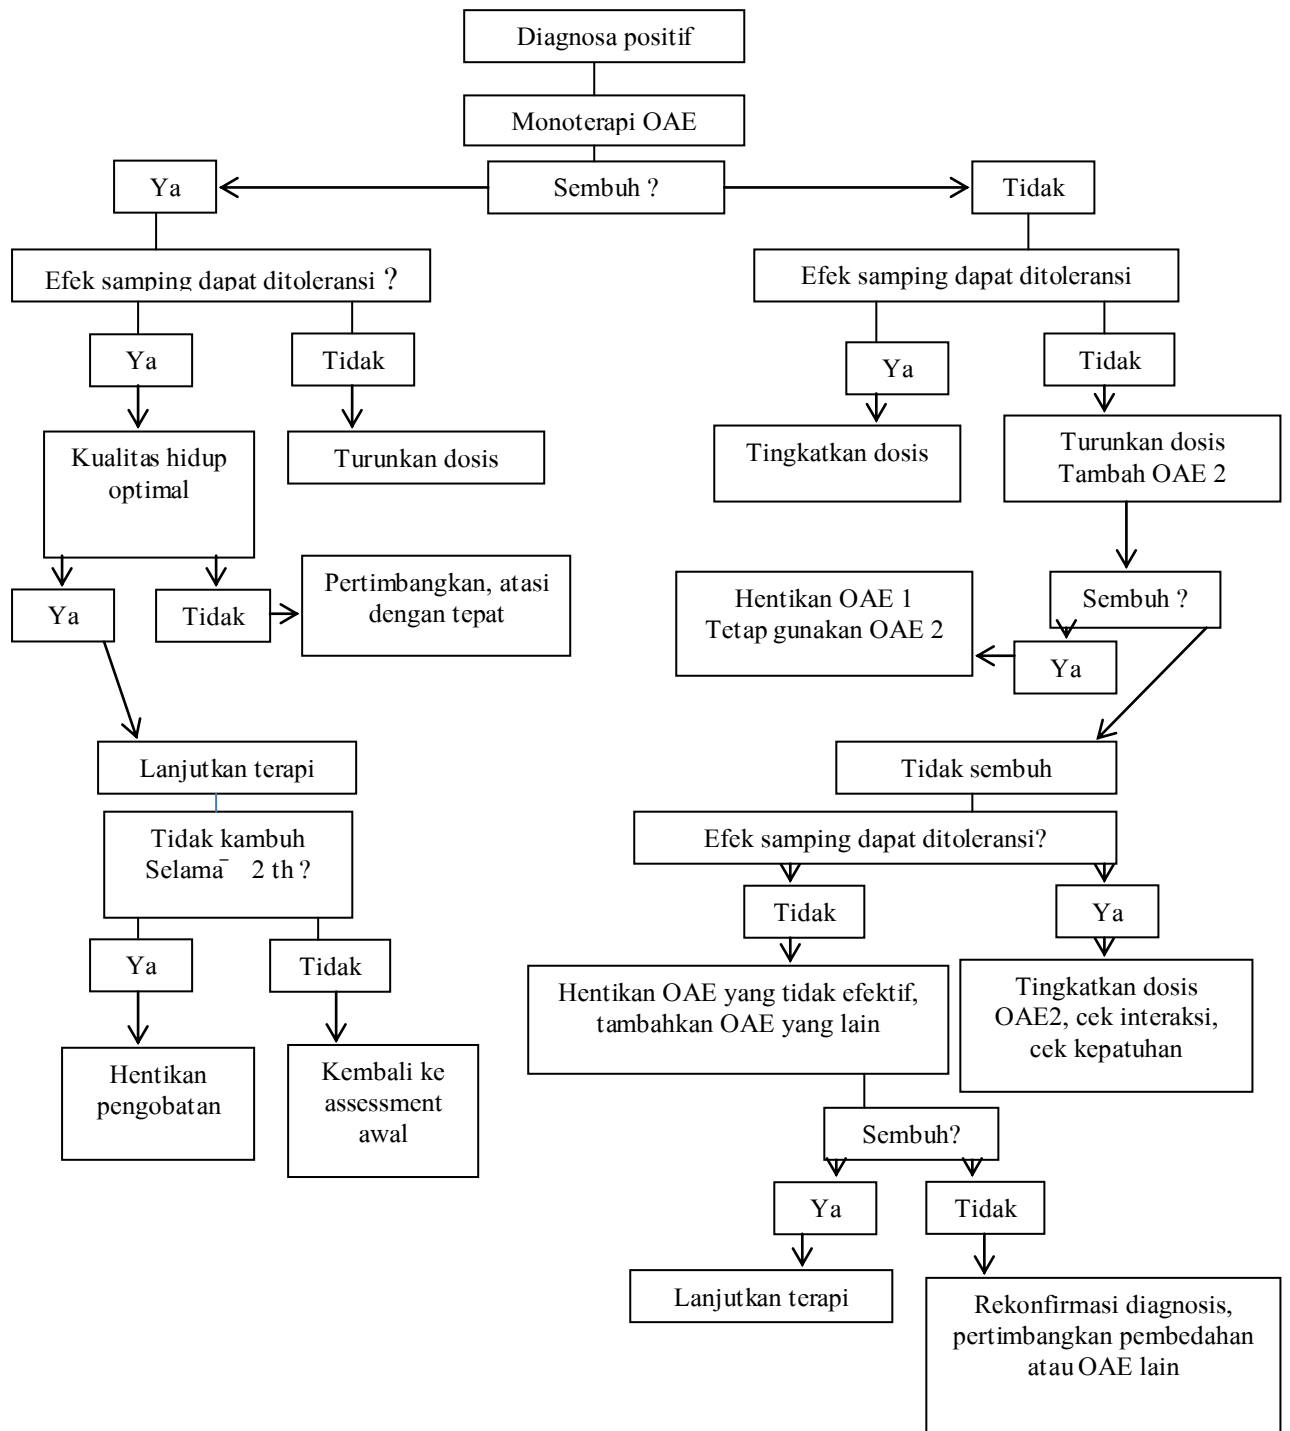 Diagnosa positif
Monoterapi OAE
Ya
Sembuh ?
Tidak
Efek samping dapat ditoleransi ?
Efek samping dapat ditoleransi
Ya
Tidak
Ya
Tidak
Kualitas hidup
optimal
Turunkan dosis
Tingkatkan dosis
Turunkan dosis
Tambah OAE 2
Ya
Tidak
Pertimbangkan, atasi
dengan tepat
Hentikan OAE 1
Tetap gunakan OAE 2
Sembuh ?
Ya
Lanjutkan terapi
Tidak sembuh
Tidak kambuh
Selama ¯ 2 th ?
Efek samping dapat ditoleransi?
Tidak
Ya
Ya
Tidak
Hentikan OAE yang tidak efektif,
tambahkan OAE yang lain
Tingkatkan dosis
OAE2, cek interaksi,
cek kepatuhan
Hentikan
pengobatan
Kembali ke
assessment
awal
Sembuh?
Ya
Tidak
Lanjutkan terapi
Rekonfirmasi diagnosis,
pertimbangkan pembedahan
atau OAE lain